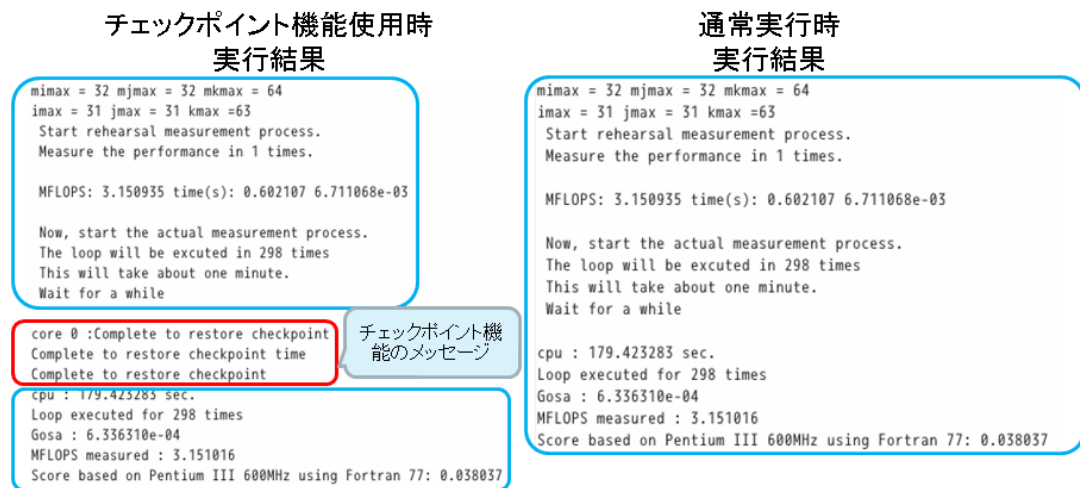 チェックポイント機能使用時
実行結果
mimax = 32 mjmax = 32 mkmax = 64
imax = 31 jmax = 31 kmax =63
Start rehearsal measurement process.
Measure the performance in 1 times.
MFLOPS: 3.150935 time(s): 0.602107 6.711068e-03
Now, start the actual measurement process.
The loop will be excuted in 298 times
This will take about one minute.
Wait for a while
core 0 :Complete to restore checkpoint
Complete to restore checkpoint time
Complete to restore checkpoint
チェックポイント機
能のメッセージ
cpu : 179.423283 sec.
Loop executed for 298 times
Gosa : 6.336310e-04
MFLOPS measured : 3.151016
Score based on Pentium III 600MHz using Fortran 77: 0.038037
通常実行時
実行結果
mimax = 32 mjmax = 32 mkmax = 64
imax = 31 jmax = 31 kmax =63
Start rehearsal measurement process.
Measure the performance in 1 times.
MFLOPS: 3.150935 time(s): 0.602107 6.711068e-03
Now, start the actual measurement process.
The loop will be excuted in 298 times
This will take about one minute.
Wait for a while
cpu : 179.423283 sec.
Loop executed for 298 times
Gosa : 6.336310e-04
MFLOPS measured : 3.151016
Score based on Pentium III 600MHz using Fortran 77: 0.038037